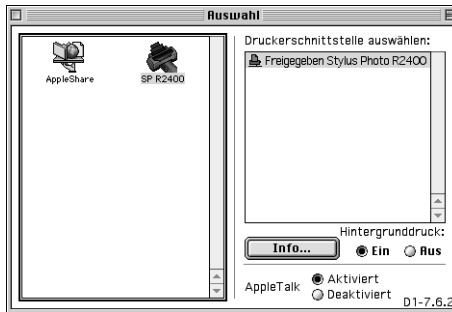 Auswahl
AppleShare
SP R2400
Druckerschnittstelle auswählen:
Freigegeben Stylus Photo R2400
Hintergrunddruck:
Info... Ein Aus
AppleTalk Aktiviert
Deaktiviert
D1-7.6.2